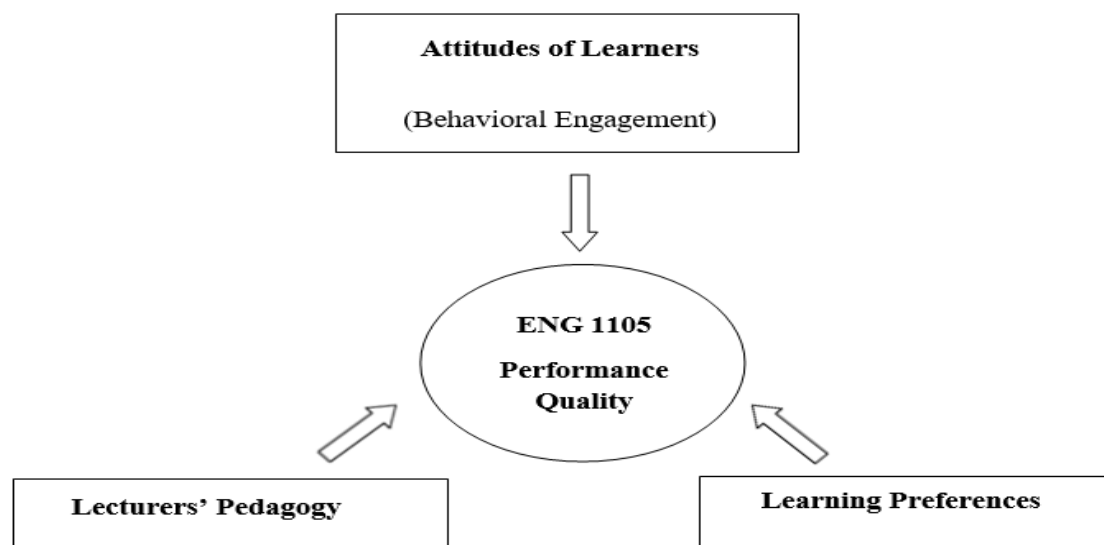 Attitudes of Learners
(Behavioral Engagement)
ENG 1105
Performance
Quality
Lecturers’ Pedagogy
Learning Preferences